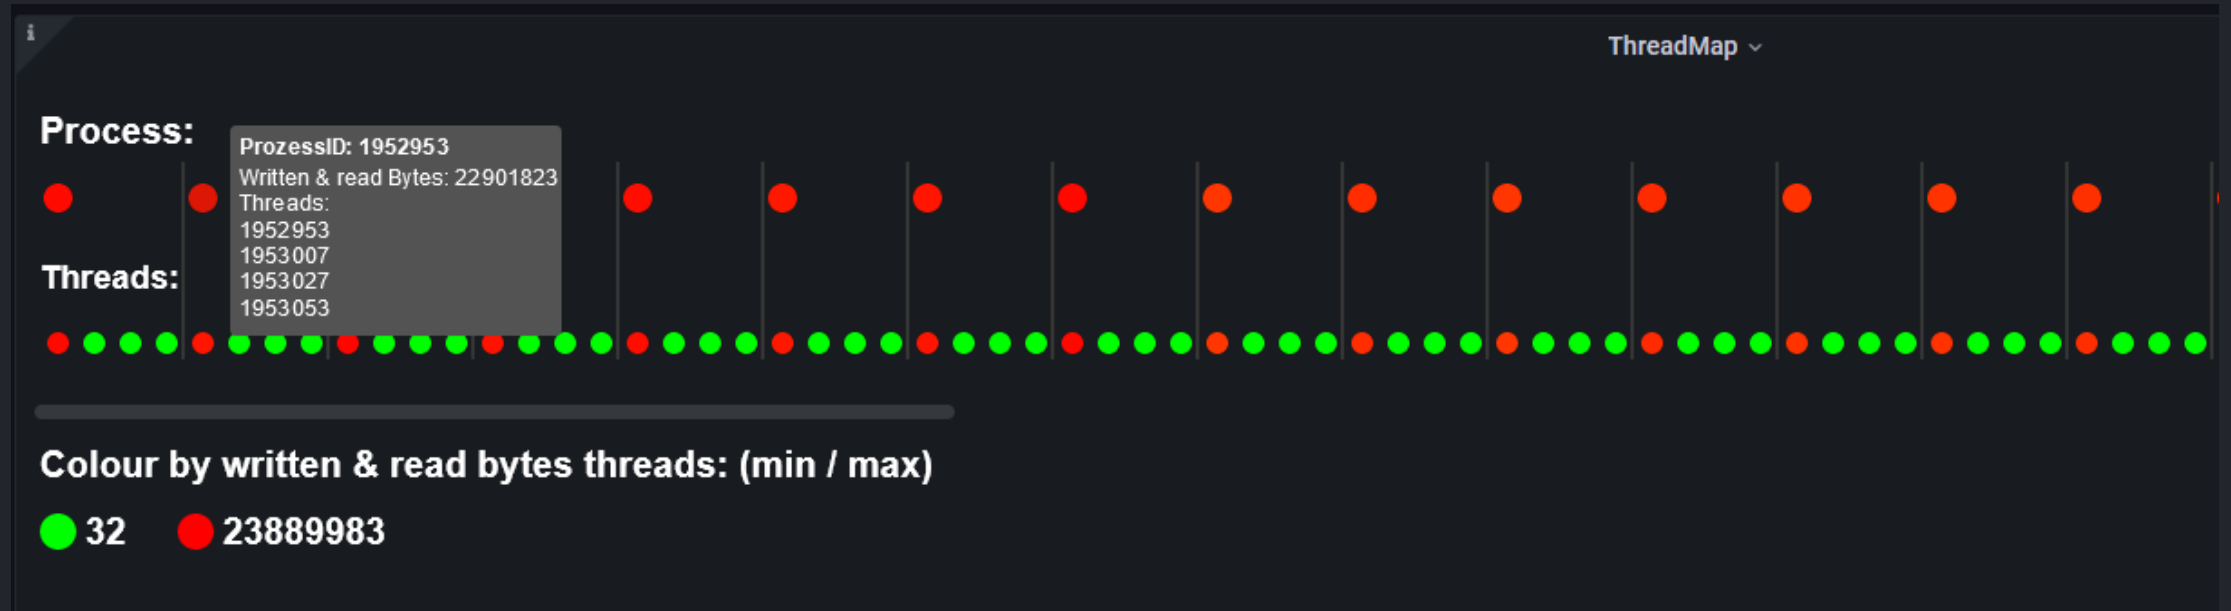 i
ThreadMap
Process:
ProzessID: 1952953
Written & read Bytes: 22901823
Threads:
1952953
1953007
1953027
1953053
Threads:
Colour by written & read bytes threads: (min / max)
32 23889983